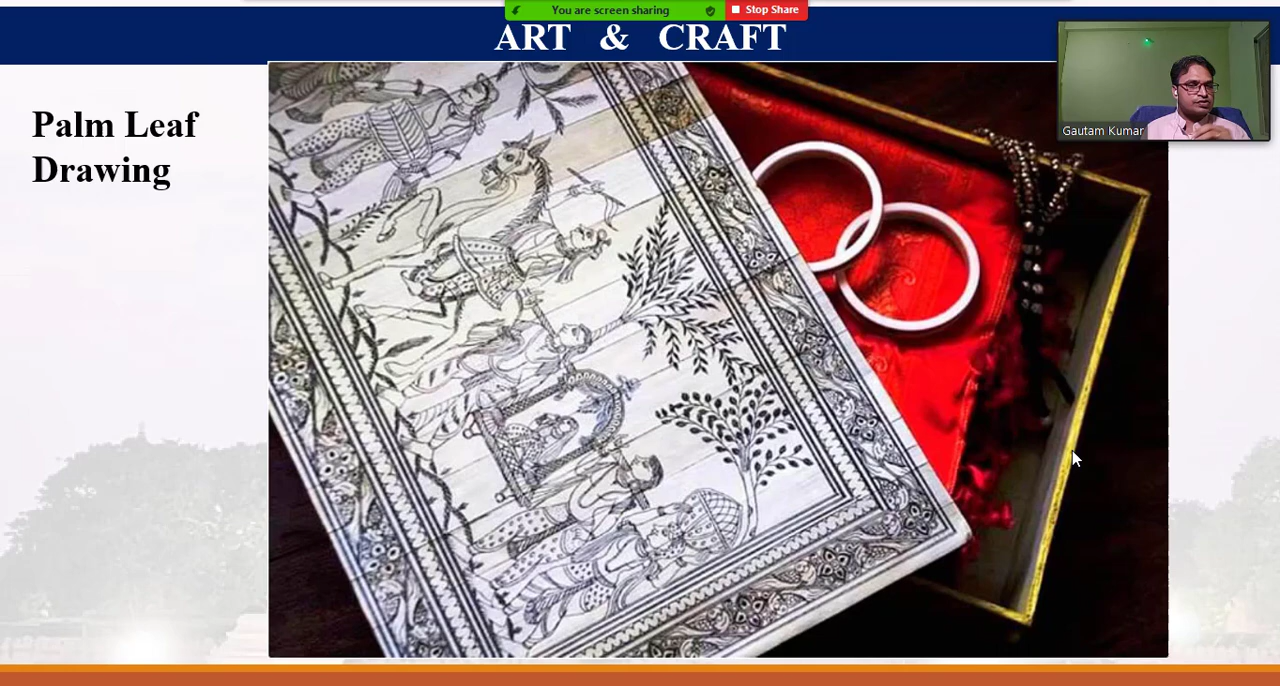 You are screen sharing
Stop Share
ART & CRAFT
Palm Leaf
Drawing
Gautam Kumar